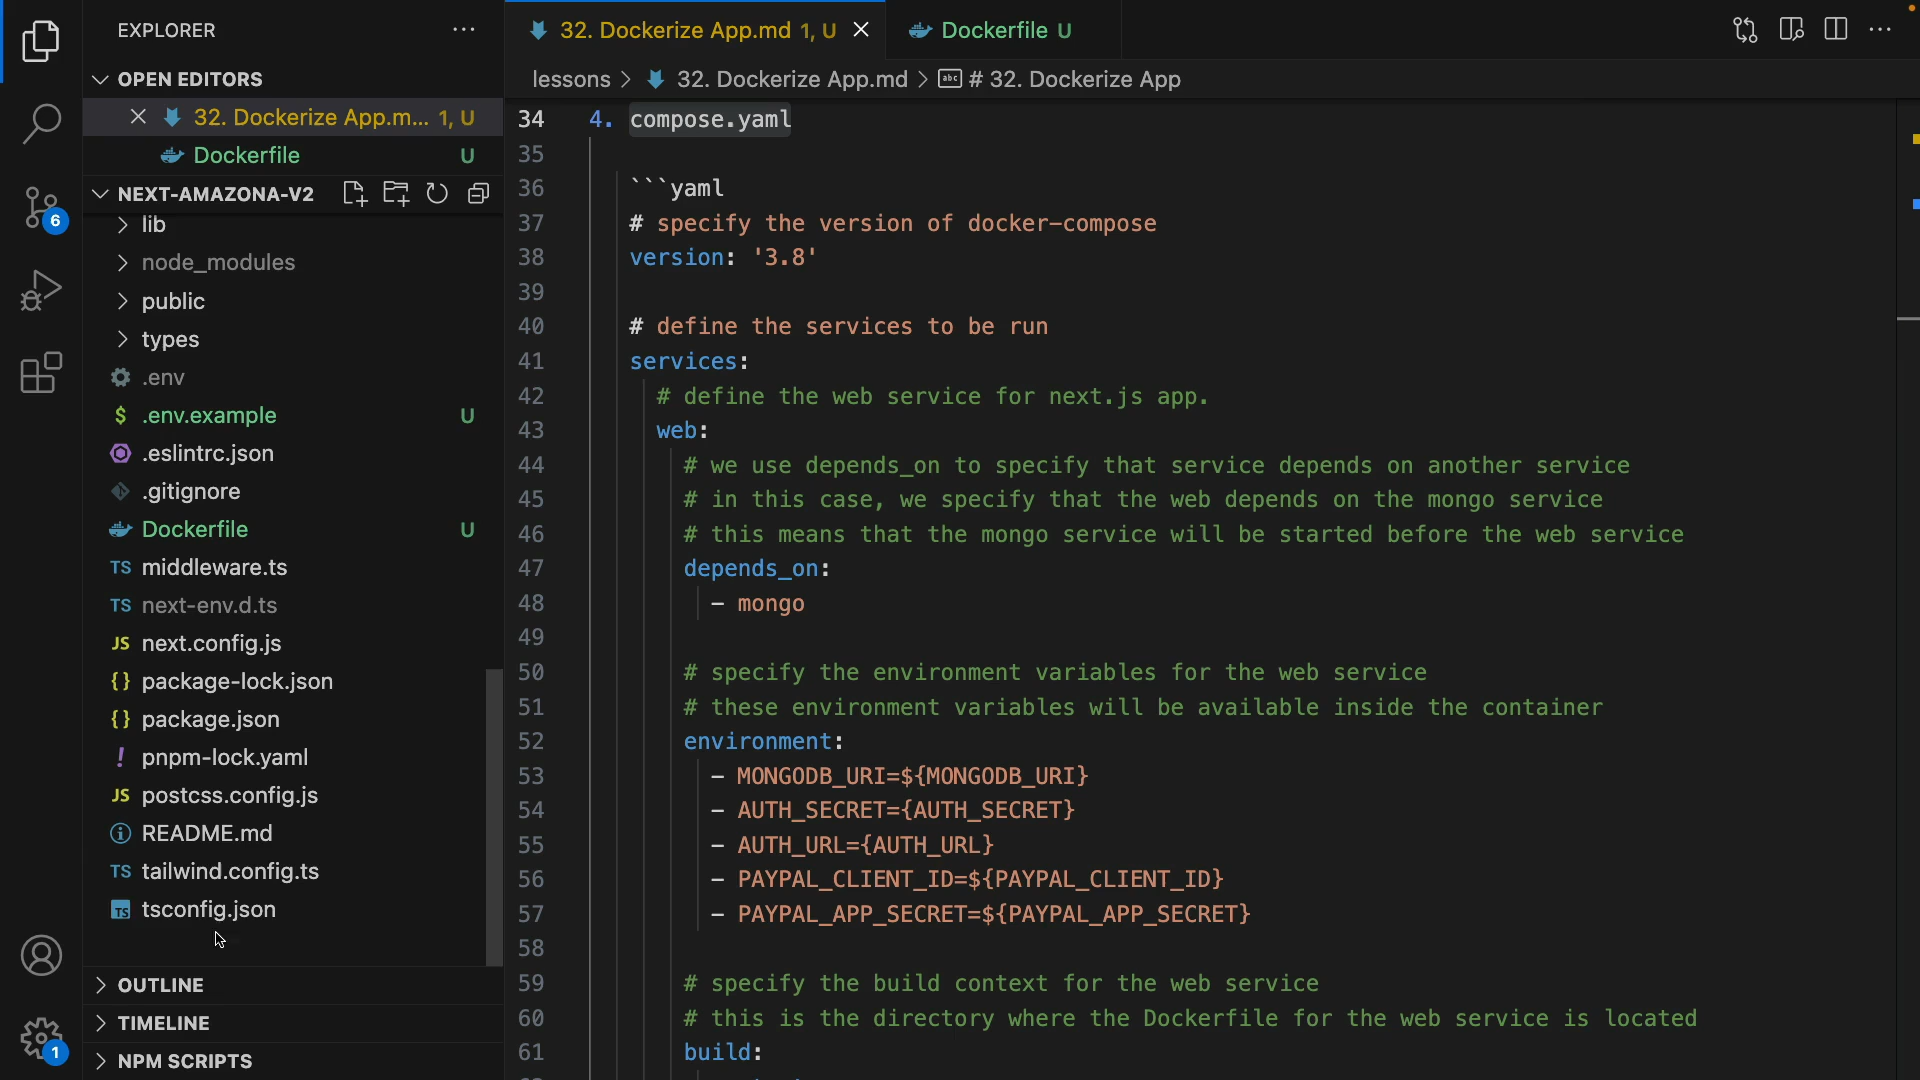 EXPLORER
OPEN EDITORS
32. Dockerize App.m... 1, U
Dockerfile U
NEXT-AMAZONA-V2
lib
node_modules
public
types
.env
$ .env.example U
.eslintrc.json
.gitignore
Dockerfile U
TS middleware.ts
TS next-env.d.ts
JS next.config.js
{} package-lock.json
{} package.json
! pnpm-lock.yaml
JS postcss.config.js
README.md
TS tailwind.config.ts
TS tsconfig.json
OUTLINE
TIMELINE
NPM SCRIPTS
6
1
32. Dockerize App.md 1, U
Dockerfile U
lessons > 32. Dockerize App.md > abc # 32. Dockerize App
34 4. compose.yaml
35
36 ```yaml
37 # specify the version of docker-compose
38 version: '3.8'
39
40 # define the services to be run
41 services:
42 # define the web service for next.js app.
43 web:
44 # we use depends_on to specify that service depends on another service
45 # in this case, we specify that the web depends on the mongo service
46 # this means that the mongo service will be started before the web service
47 depends_on:
48 - mongo
49
50 # specify the environment variables for the web service
51 # these environment variables will be available inside the container
52 environment:
53 - MONGODB_URI=${MONGODB_URI}
54 - AUTH_SECRET={AUTH_SECRET}
55 - AUTH_URL={AUTH_URL}
56 - PAYPAL_CLIENT_ID=${PAYPAL_CLIENT_ID}
57 - PAYPAL_APP_SECRET=${PAYPAL_APP_SECRET}
58
59 # specify the build context for the web service
60 # this is the directory where the Dockerfile for the web service is located
61 build: